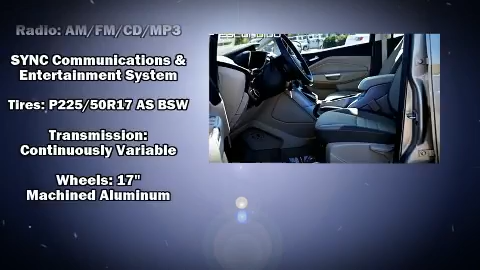 Radio: AM/FM/CD/MP3
SYNC Communications &
Entertainment System
Tires: P225/50R17 AS BSW
Transmission:
Continuously Variable
Wheels: 17"
Machined Aluminum